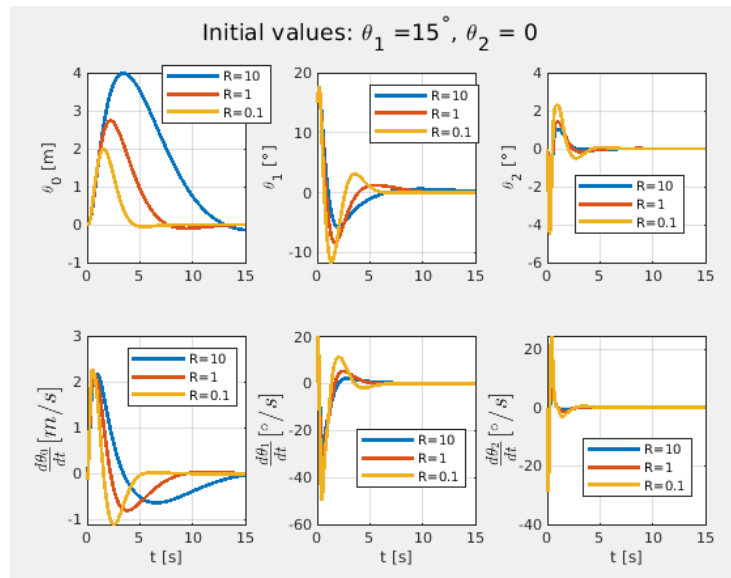 Initial values: θ₁ =15°, θ₂ = 0
θ₀ [m]
4
3
2
1
0
-1
0 5 10 15
R=10
R=1
R=0.1
θ₁ [°]
20
10
0
-10
0 5 10 15
R=10
R=1
R=0.1
θ₂ [°]
4
2
0
-2
-4
-6
0 5 10 15
R=10
R=1
R=0.1
dθ₀/dt [m/s]
3
2
1
0
-1
0 5 10 15
t [s]
R=10
R=1
R=0.1
dθ₁/dt [○/s]
20
0
-20
-40
-60
0 5 10 15
t [s]
R=10
R=1
R=0.1
dθ₂/dt [○/s]
20
0
-20
-40
0 5 10 15
t [s]
R=10
R=1
R=0.1